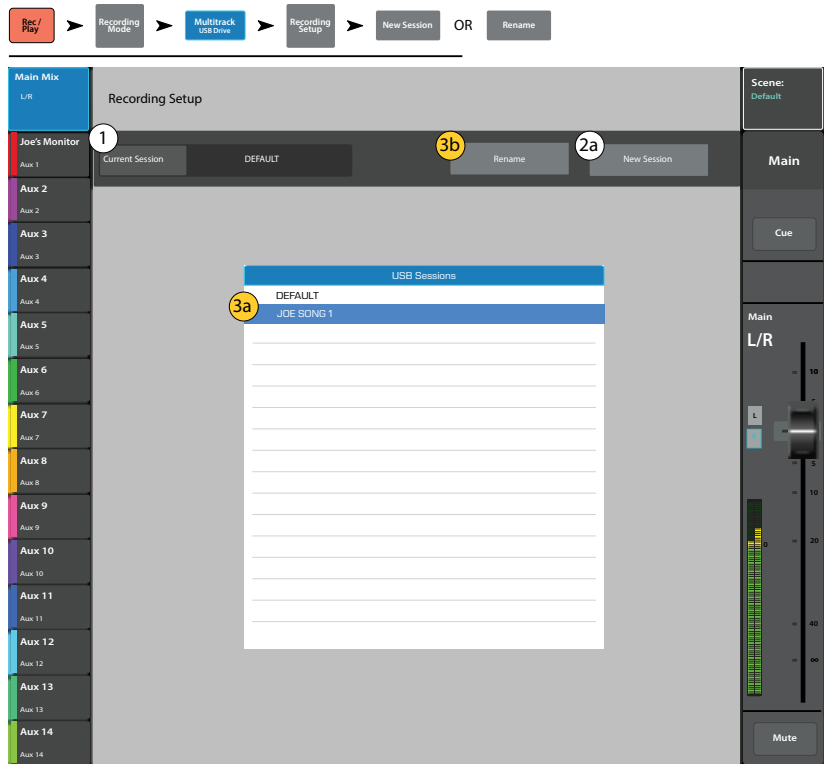 Rec / Play
Recording Mode
Multitrack USB Drive
Recording Setup
New Session
OR
Rename
Main Mix
L/R
Recording Setup
Scene:
Default
1
Current Session
DEFAULT
3b
Rename
2a
New Session
Joe's Monitor
Aux 1
Main
Aux 2
Aux 2
Aux 3
Aux 3
Cue
Aux 4
Aux 4
USB Sessions
DEFAULT
3a
JOE SONG 1
Aux 5
Aux 5
Main
L/R
Aux 6
Aux 6
10
Aux 7
Aux 7
L
Aux 8
Aux 8
5
10
Aux 9
Aux 9
0
20
Aux 10
Aux 10
Aux 11
Aux 11
40
Aux 12
Aux 12
∞
Aux 13
Aux 13
Aux 14
Aux 14
Mute